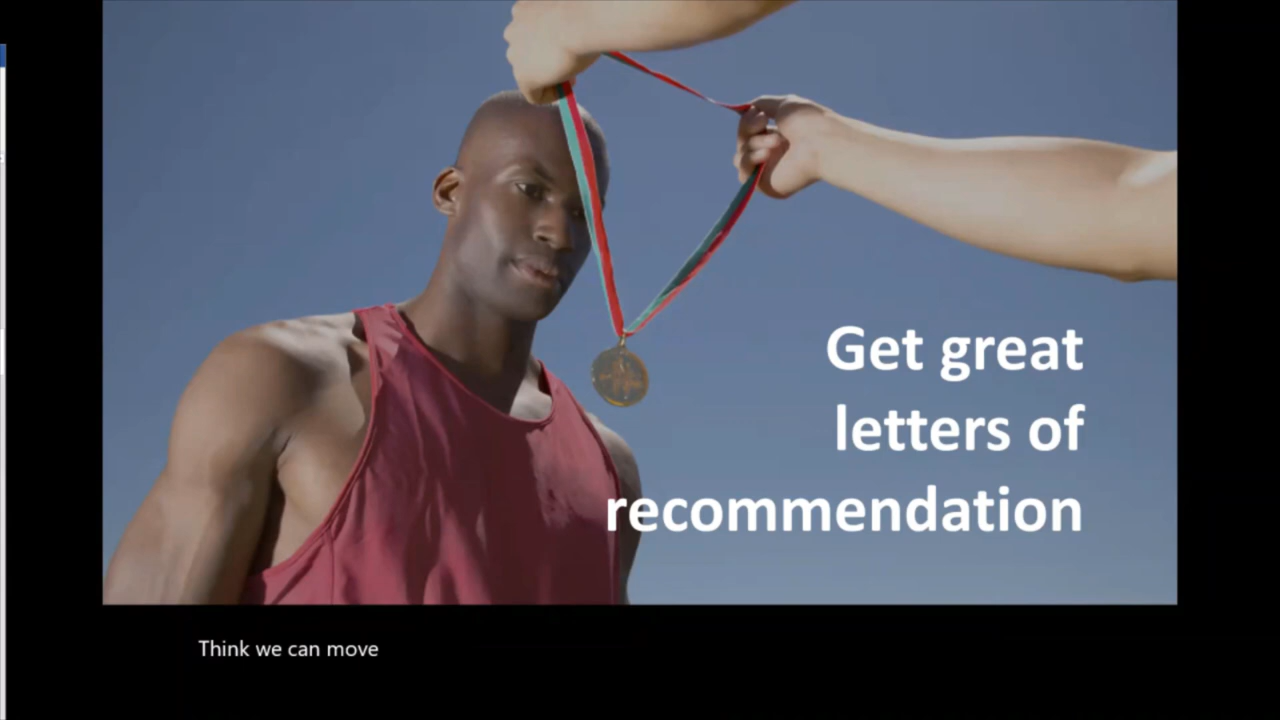 Get great
letters of
recommendation
Think we can move